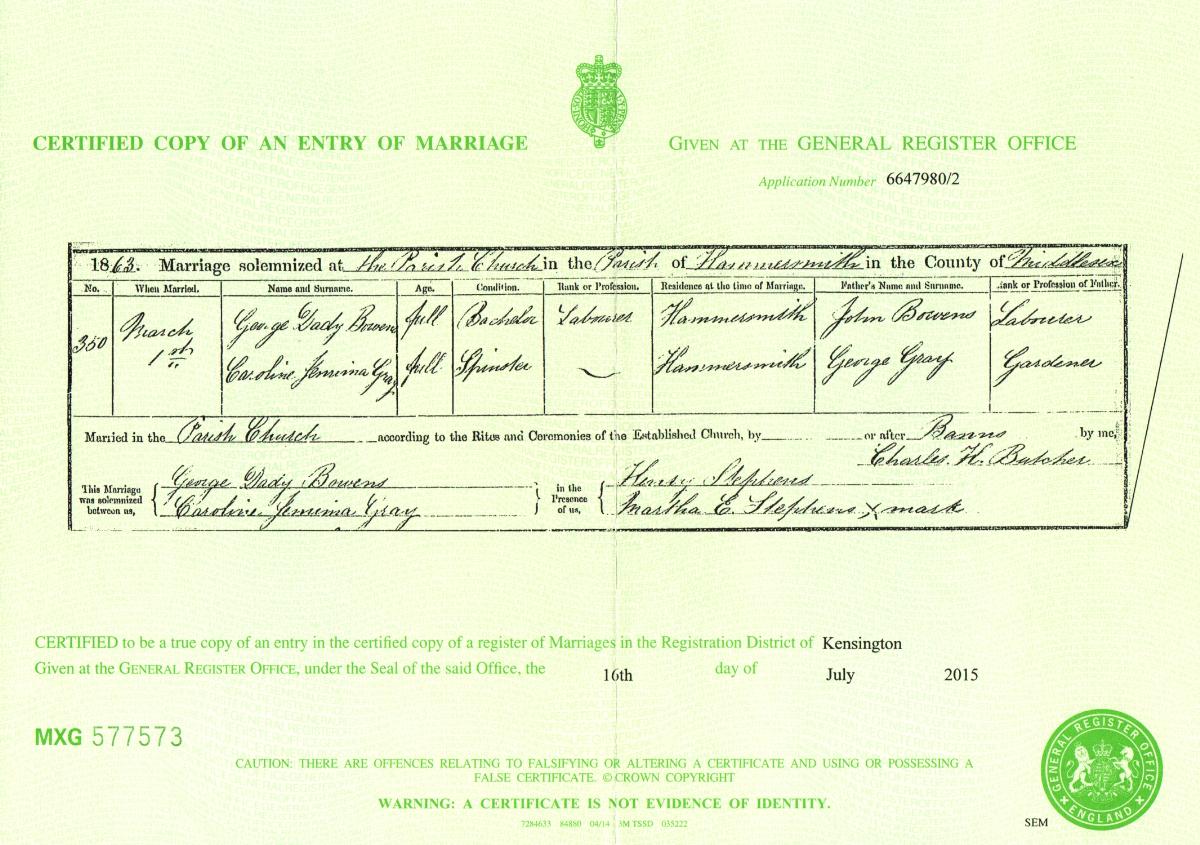 CERTIFIED COPY OF AN ENTRY OF MARRIAGE
GIVEN AT THE GENERAL REGISTER OFFICE
Application Number 6647980/2
1863. Marriage solemnized at the Parish Church in the Parish of Hammersmith in the County of Middlesex
No. When Married. Name and Surname. Age. Condition. Rank or Profession. Residence at the time of Marriage. Father's Name and Surname. Rank or Profession of Father.
350 March 1st George Dady Bowens full Bachelor Labourer Hammersmith John Bowens Labourer
Caroline Jemima Gray full Spinster Hammersmith George Gray Gardener
Married in the Parish Church according to the Rites and Ceremonies of the Established Church, by or after Banns by me,
Charles. H. Butcher
This Marriage was solemnized between us,
George Dady Bowens
Caroline Jemima Gray
in the Presence of us,
Henry Stephens
Martha E. Stephens X mark
CERTIFIED to be a true copy of an entry in the certified copy of a register of Marriages in the Registration District of Kensington
Given at the GENERAL REGISTER OFFICE, under the Seal of the said Office, the 16th day of July 2015
MXG 577573
CAUTION: THERE ARE OFFENCES RELATING TO FALSIFYING OR ALTERING A CERTIFICATE AND USING OR POSSESSING A
FALSE CERTIFICATE. © CROWN COPYRIGHT
WARNING: A CERTIFICATE IS NOT EVIDENCE OF IDENTITY.
7284633 84880 04/14 3M TSSD 035222
SEM
GENERAL REGISTER OFFICE
ENGLAND